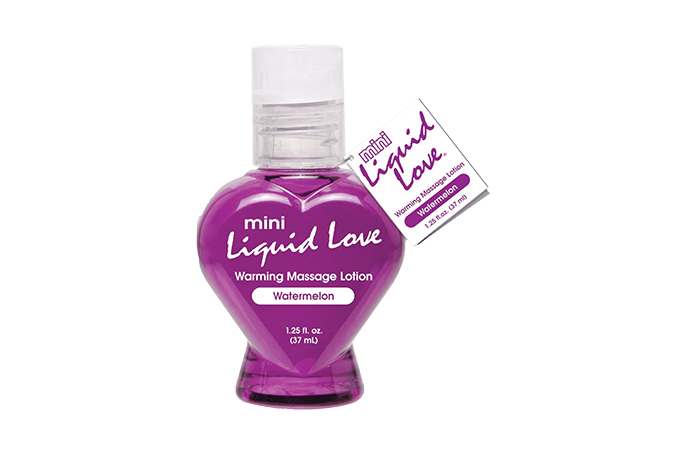 mini
Liquid Love
Warming Massage Lotion
Watermelon
1.25 fl. oz.
(37 mL)
mini
Liquid
Love®
Warming Massage Lotion
Watermelon
1.25 fl.oz. (37 ml)